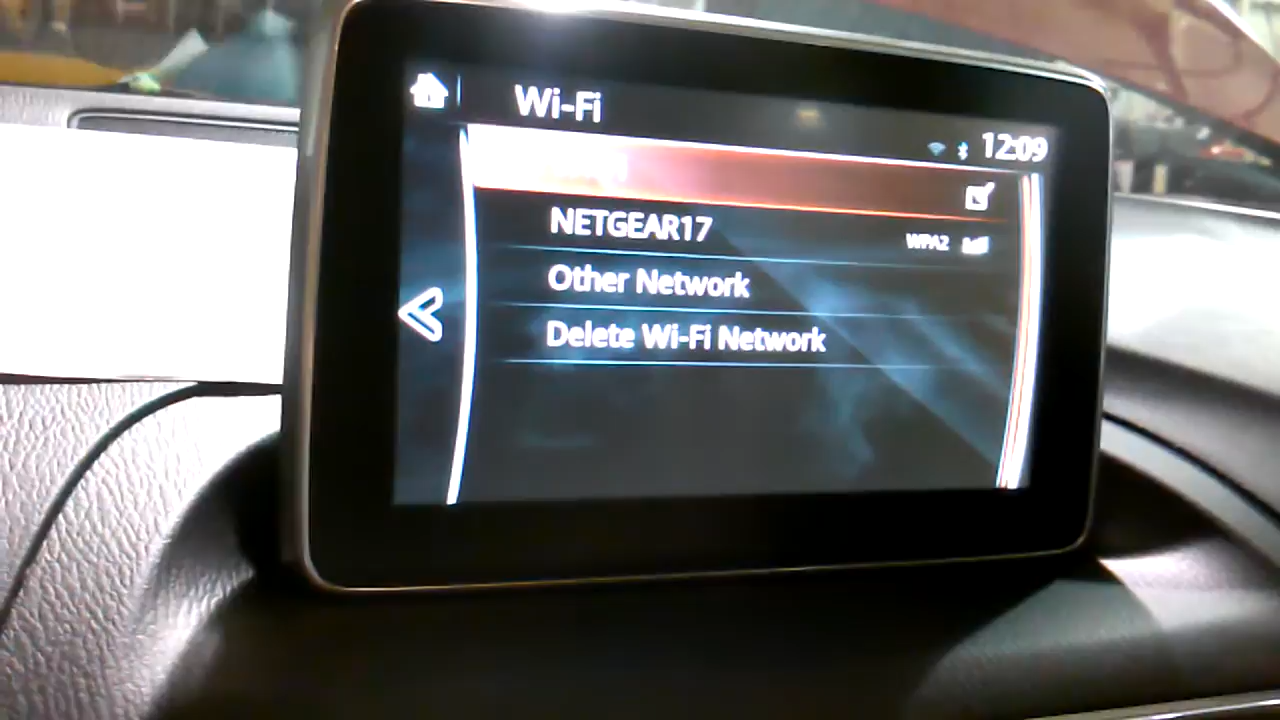 Wi-Fi
12:09
NETGEAR17 WPA2
Other Network
Delete Wi-Fi Network